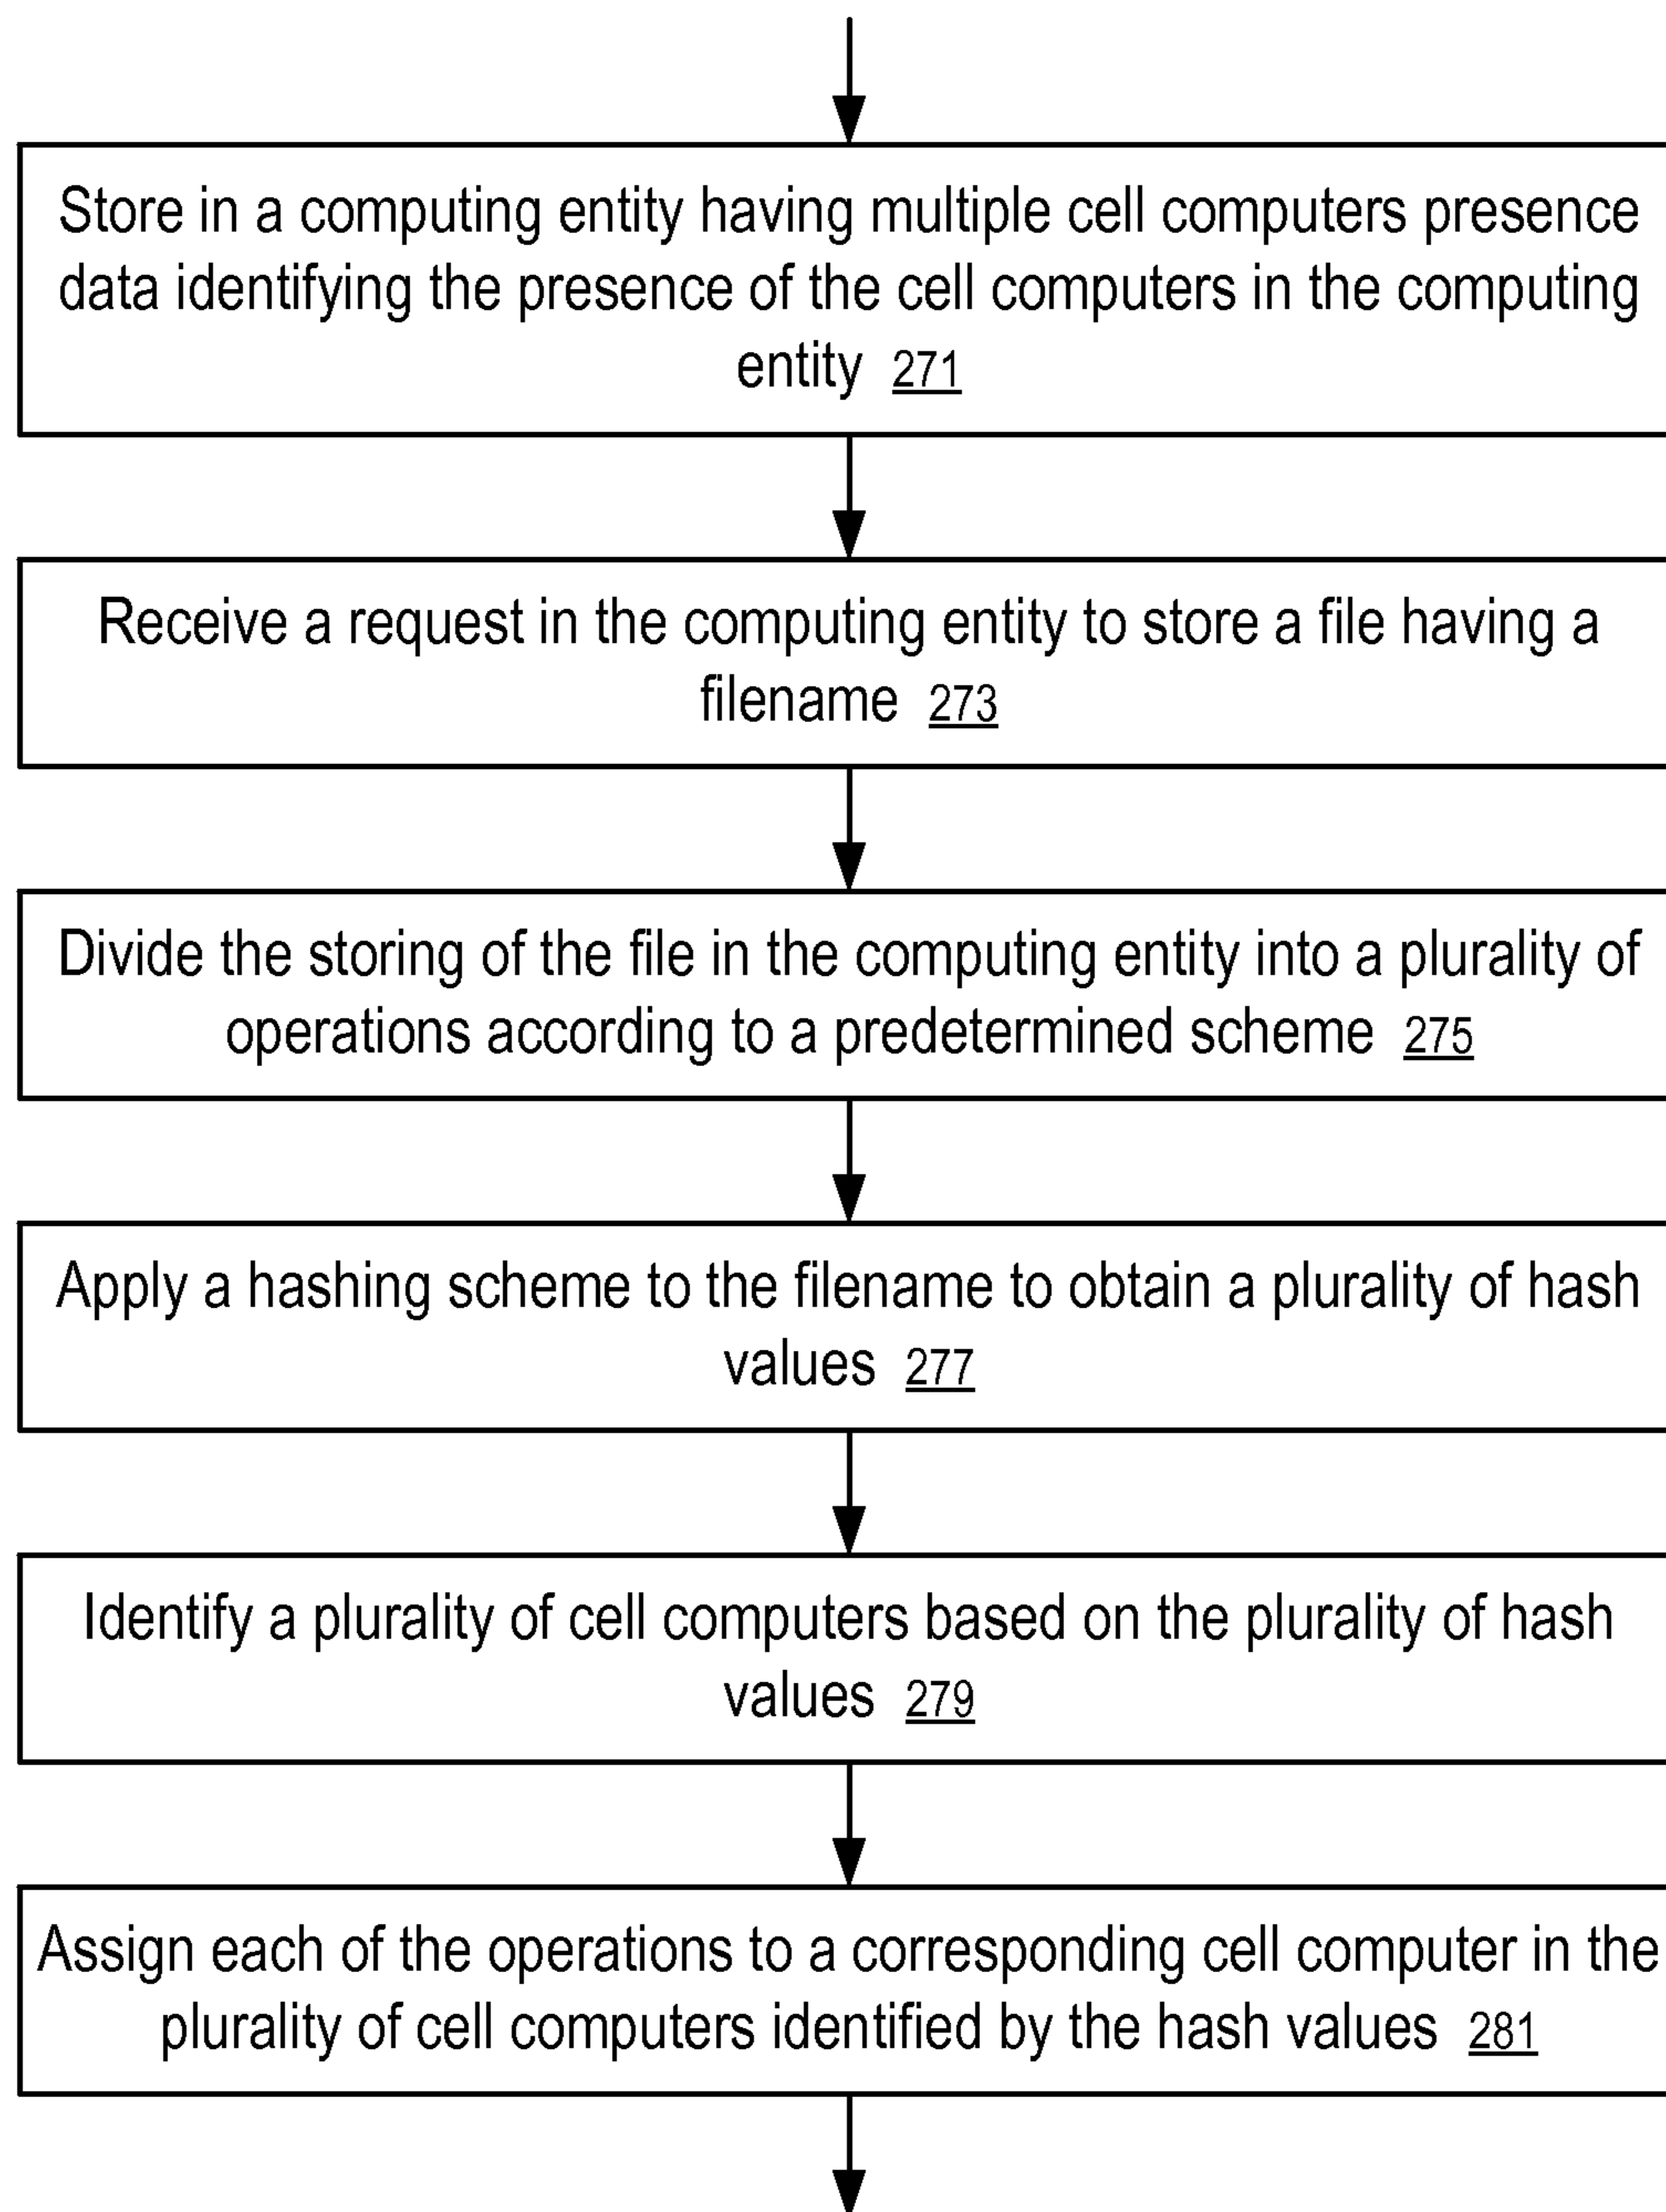 Store in a computing entity having multiple cell computers presence
data identifying the presence of the cell computers in the computing
entity 271
Receive a request in the computing entity to store a file having a
filename 273
Divide the storing of the file in the computing entity into a plurality of
operations according to a predetermined scheme 275
Apply a hashing scheme to the filename to obtain a plurality of hash
values 277
Identify a plurality of cell computers based on the plurality of hash
values 279
Assign each of the operations to a corresponding cell computer in the
plurality of cell computers identified by the hash values 281